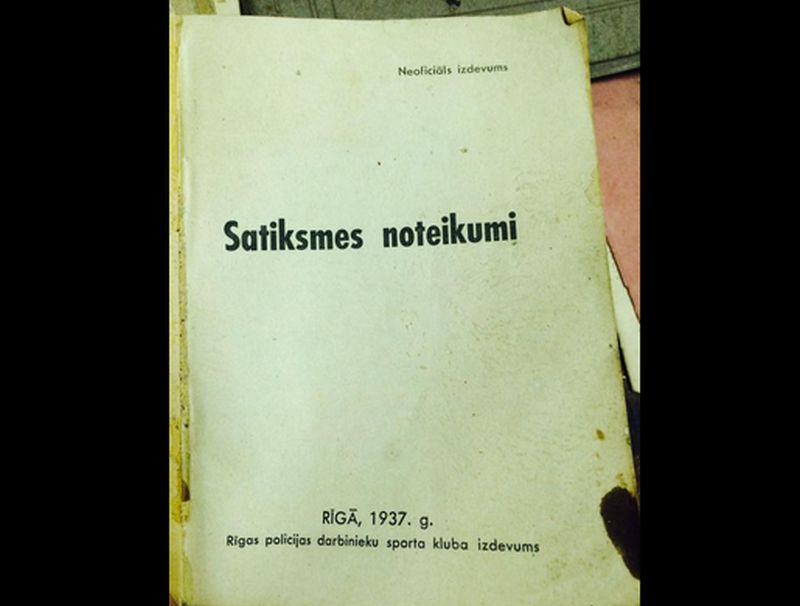 Neoficiāls izdevums
Satiksmes noteikumi
RĪGĀ, 1937. g.
Rīgas policijas darbinieku sporta kluba izdevums